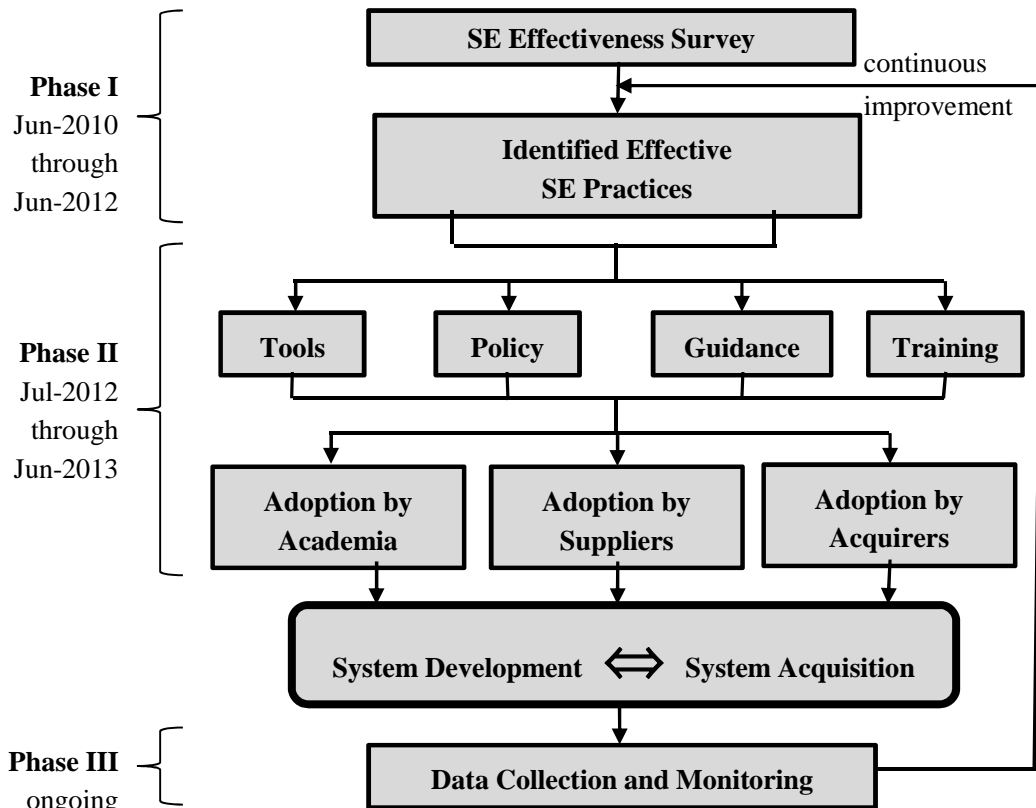 SE Effectiveness Survey
continuous
improvement
Phase I
Jun-2010
through
Jun-2012
Identified Effective
SE Practices
Tools
Policy
Guidance
Training
Phase II
Jul-2012
through
Jun-2013
Adoption by
Academia
Adoption by
Suppliers
Adoption by
Acquirers
System Development
System Acquisition
Phase III
ongoing
Data Collection and Monitoring